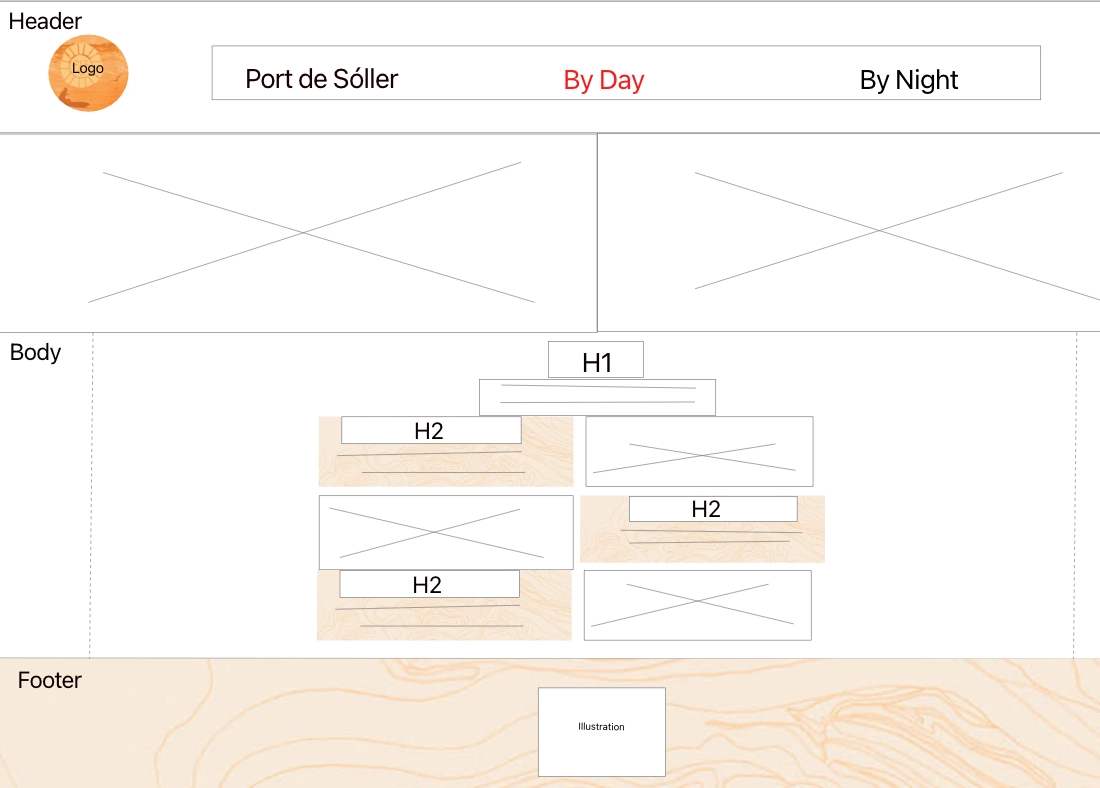 Header
Logo
Port de Sóller
By Day
By Night
Body
H1
H2
H2
H2
Footer
Illustration